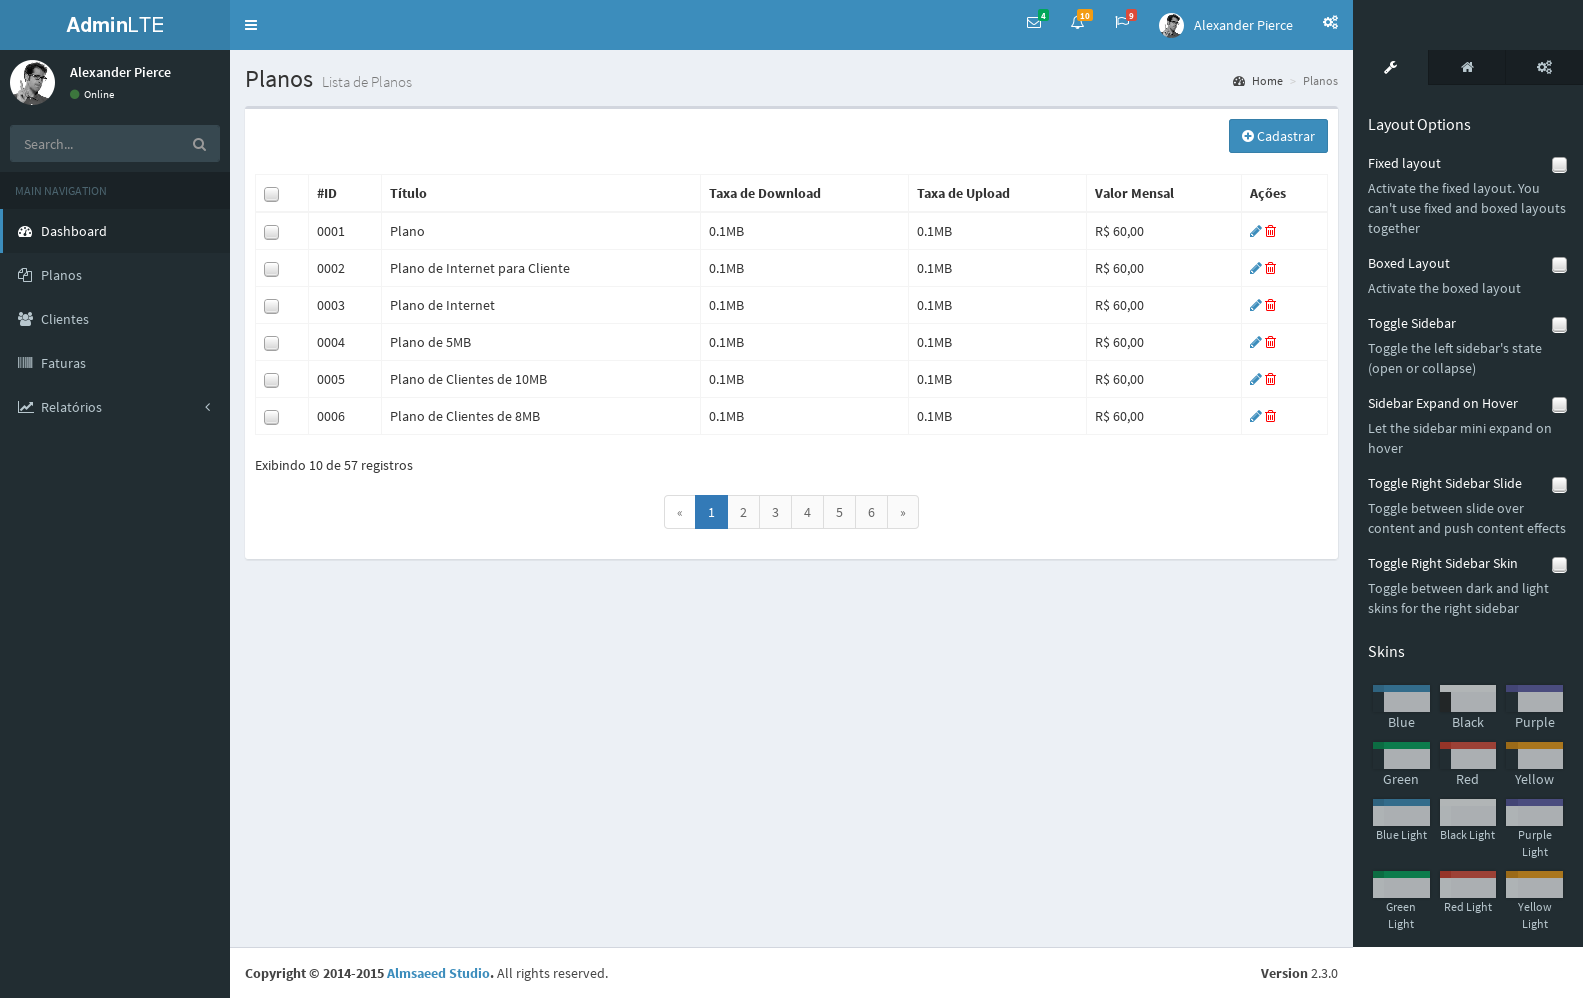 AdminLTE
4
10
9
Alexander Pierce
Alexander Pierce
Online
Search...
MAIN NAVIGATION
Dashboard
Planos
Clientes
Faturas
Relatórios
Planos Lista de Planos
Home > Planos
Cadastrar
#ID Título Taxa de Download Taxa de Upload Valor Mensal Ações
0001 Plano 0.1MB 0.1MB R$ 60,00
0002 Plano de Internet para Cliente 0.1MB 0.1MB R$ 60,00
0003 Plano de Internet 0.1MB 0.1MB R$ 60,00
0004 Plano de 5MB 0.1MB 0.1MB R$ 60,00
0005 Plano de Clientes de 10MB 0.1MB 0.1MB R$ 60,00
0006 Plano de Clientes de 8MB 0.1MB 0.1MB R$ 60,00
Exibindo 10 de 57 registros
« 1 2 3 4 5 6 »
Layout Options
Fixed layout
Activate the fixed layout. You
can't use fixed and boxed layouts
together
Boxed Layout
Activate the boxed layout
Toggle Sidebar
Toggle the left sidebar's state
(open or collapse)
Sidebar Expand on Hover
Let the sidebar mini expand on
hover
Toggle Right Sidebar Slide
Toggle between slide over
content and push content effects
Toggle Right Sidebar Skin
Toggle between dark and light
skins for the right sidebar
Skins
Blue Black Purple
Green Red Yellow
Blue Light Black Light Purple
Light
Green Red Light Yellow
Light Light
Copyright © 2014-2015 Almsaeed Studio. All rights reserved.
Version 2.3.0